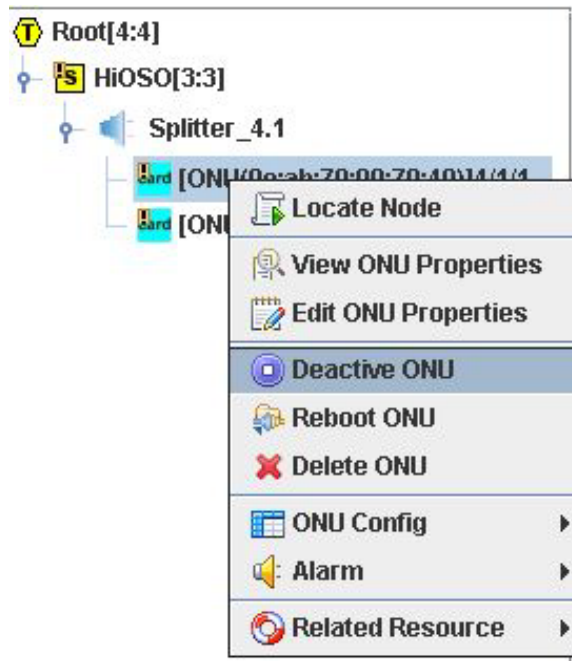 Root[4:4]
HiOSO[3:3]
Splitter_4.1
[ONU(0e:ab:70:00:70:40)]4/1/1
[ONU
Locate Node
View ONU Properties
Edit ONU Properties
Deactive ONU
Reboot ONU
Delete ONU
ONU Config
Alarm
Related Resource